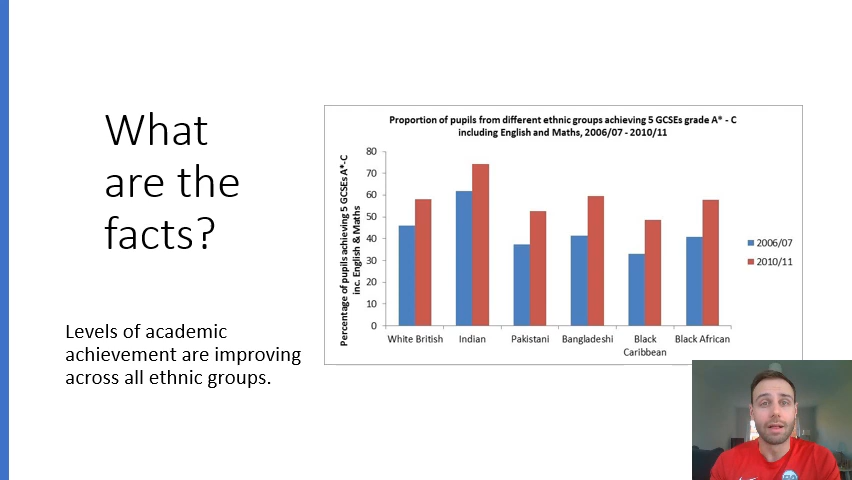 What
are the
facts?
Levels of academic
achievement are improving
across all ethnic groups.
Proportion of pupils from different ethnic groups achieving 5 GCSEs grade A* - C
including English and Maths, 2006/07 - 2010/11
Percentage of pupils achieving 5 GCSEs A*-C
inc. English & Maths
80
70
60
50
40
30
20
10
0
White British
Indian
Pakistani
Bangladeshi
Black
Caribbean
Black African
2006/07
2010/11